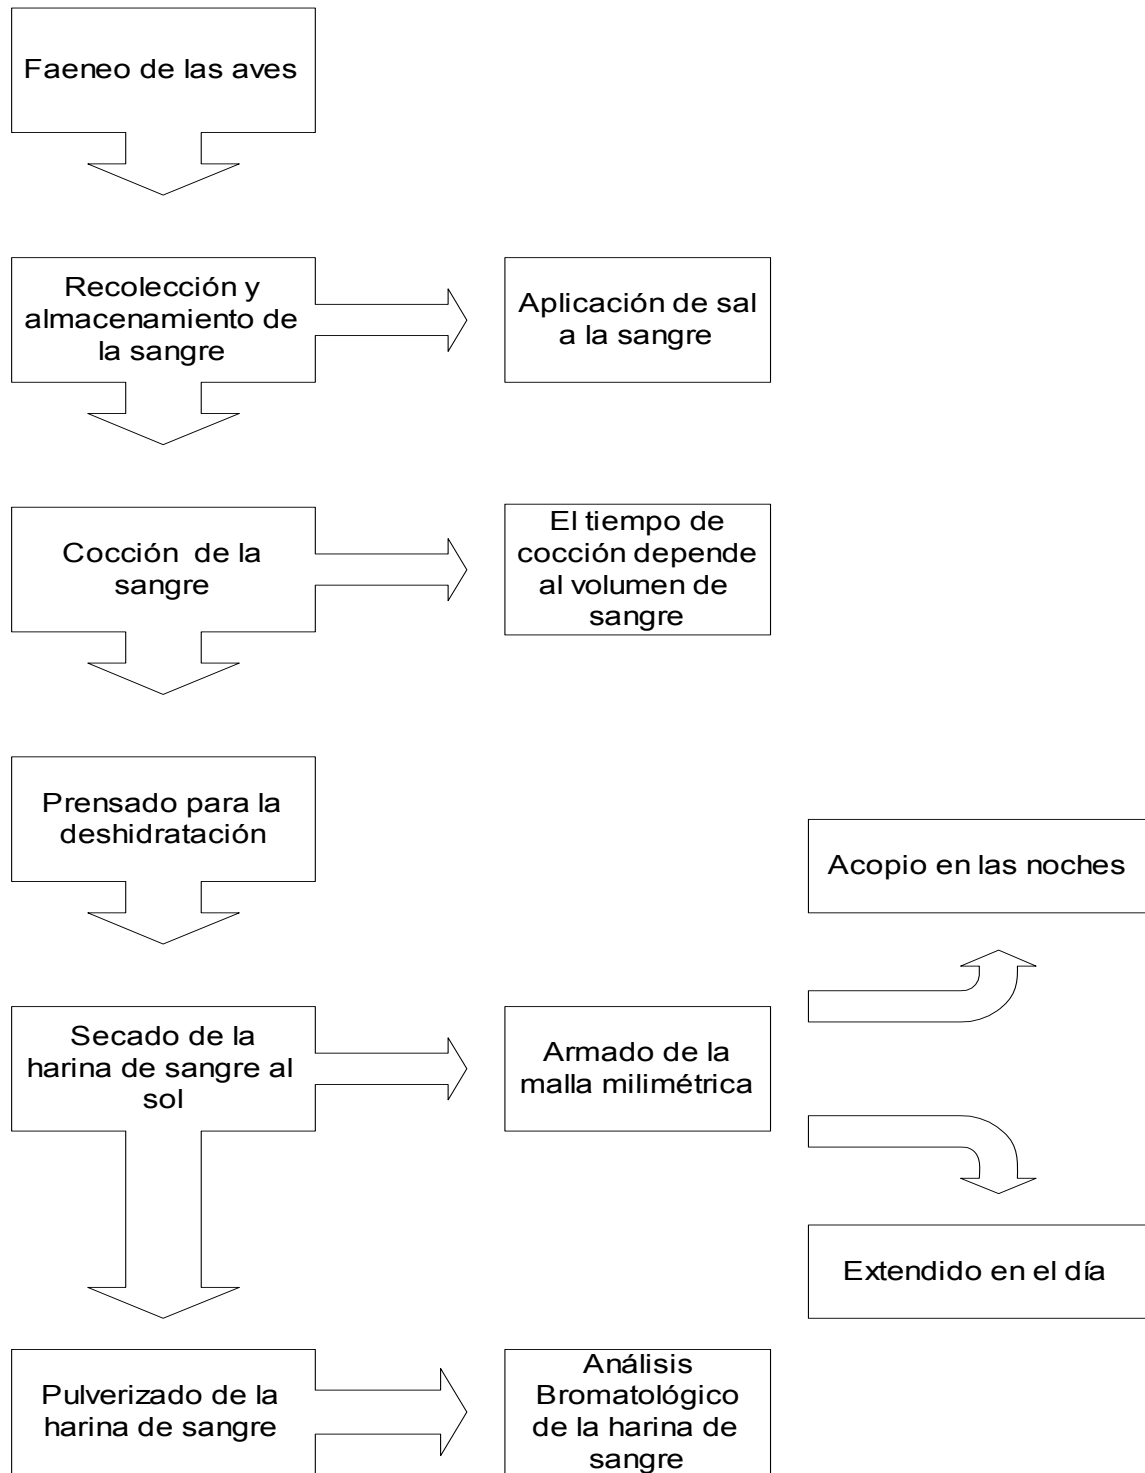 Faeneo de las aves
Recolección y
almacenamiento de
la sangre
Aplicación de sal
a la sangre
Cocción de la
sangre
El tiempo de
cocción depende
al volumen de
sangre
Prensado para la
deshidratación
Acopio en las noches
Secado de la
harina de sangre al
sol
Armado de la
malla milimétrica
Extendido en el día
Pulverizado de la
harina de sangre
Análisis
Bromatológico
de la harina de
sangre